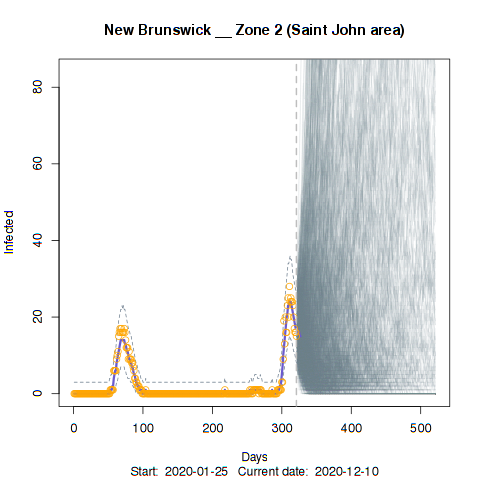 New Brunswick __ Zone 2 (Saint John area)
Infected
80
60
40
20
0
0 100 200 300 400 500
Days
Start: 2020-01-25 Current date: 2020-12-10